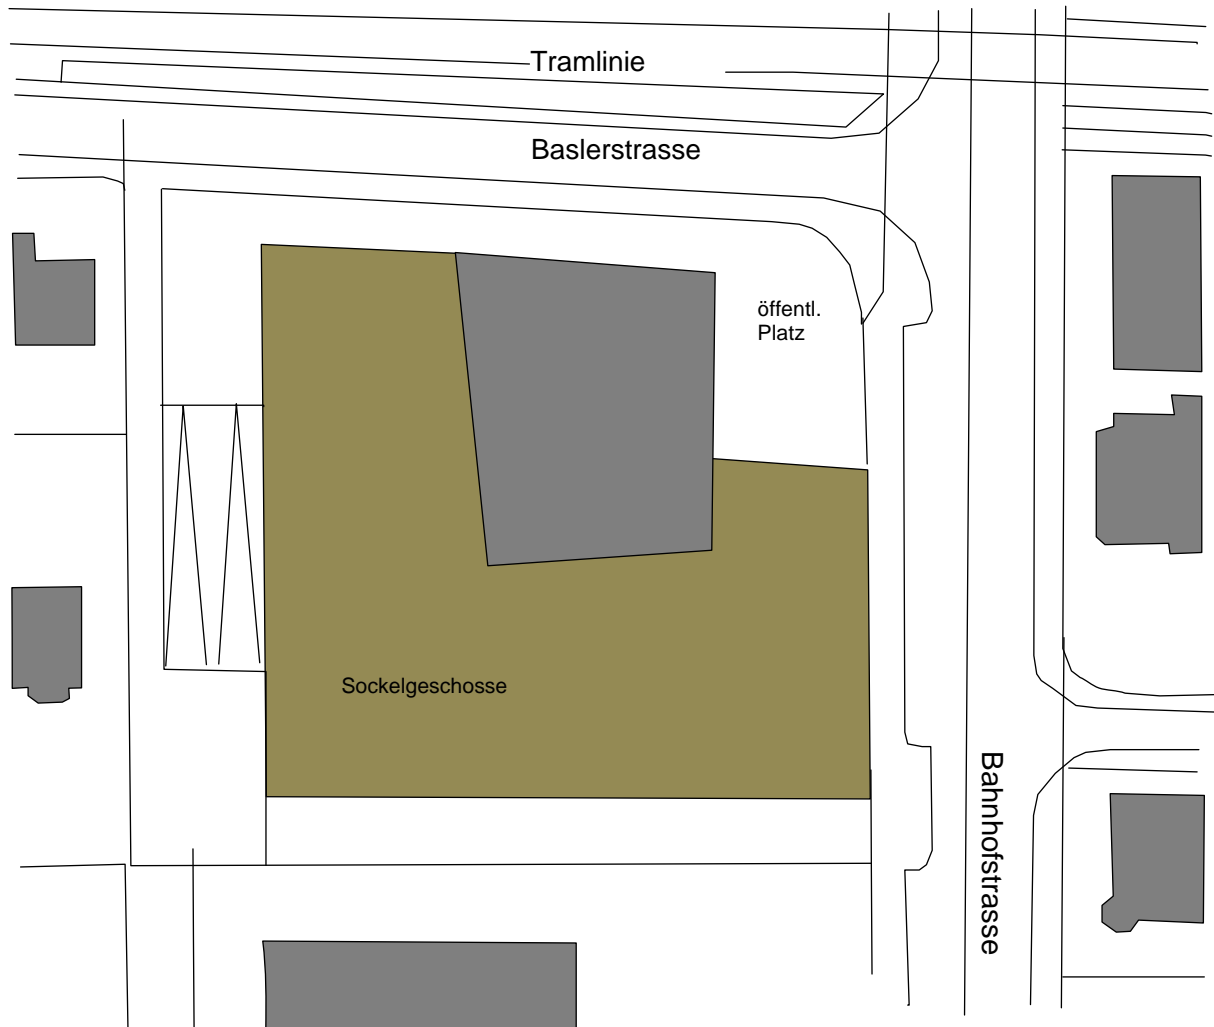 Tramlinie
Baslerstrasse
öffentl.
Platz
Sockelgeschosse
Bahnhofstrasse